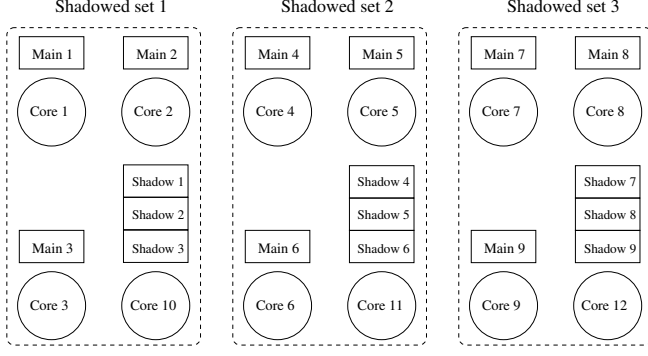 Shadowed set 1
Shadowed set 2
Shadowed set 3
Main 1
Main 2
Main 4
Main 5
Main 7
Main 8
Core 1
Core 2
Core 4
Core 5
Core 7
Core 8
Shadow 1
Shadow 4
Shadow 7
Shadow 2
Shadow 5
Shadow 8
Main 3
Shadow 3
Main 6
Shadow 6
Main 9
Shadow 9
Core 3
Core 10
Core 6
Core 11
Core 9
Core 12